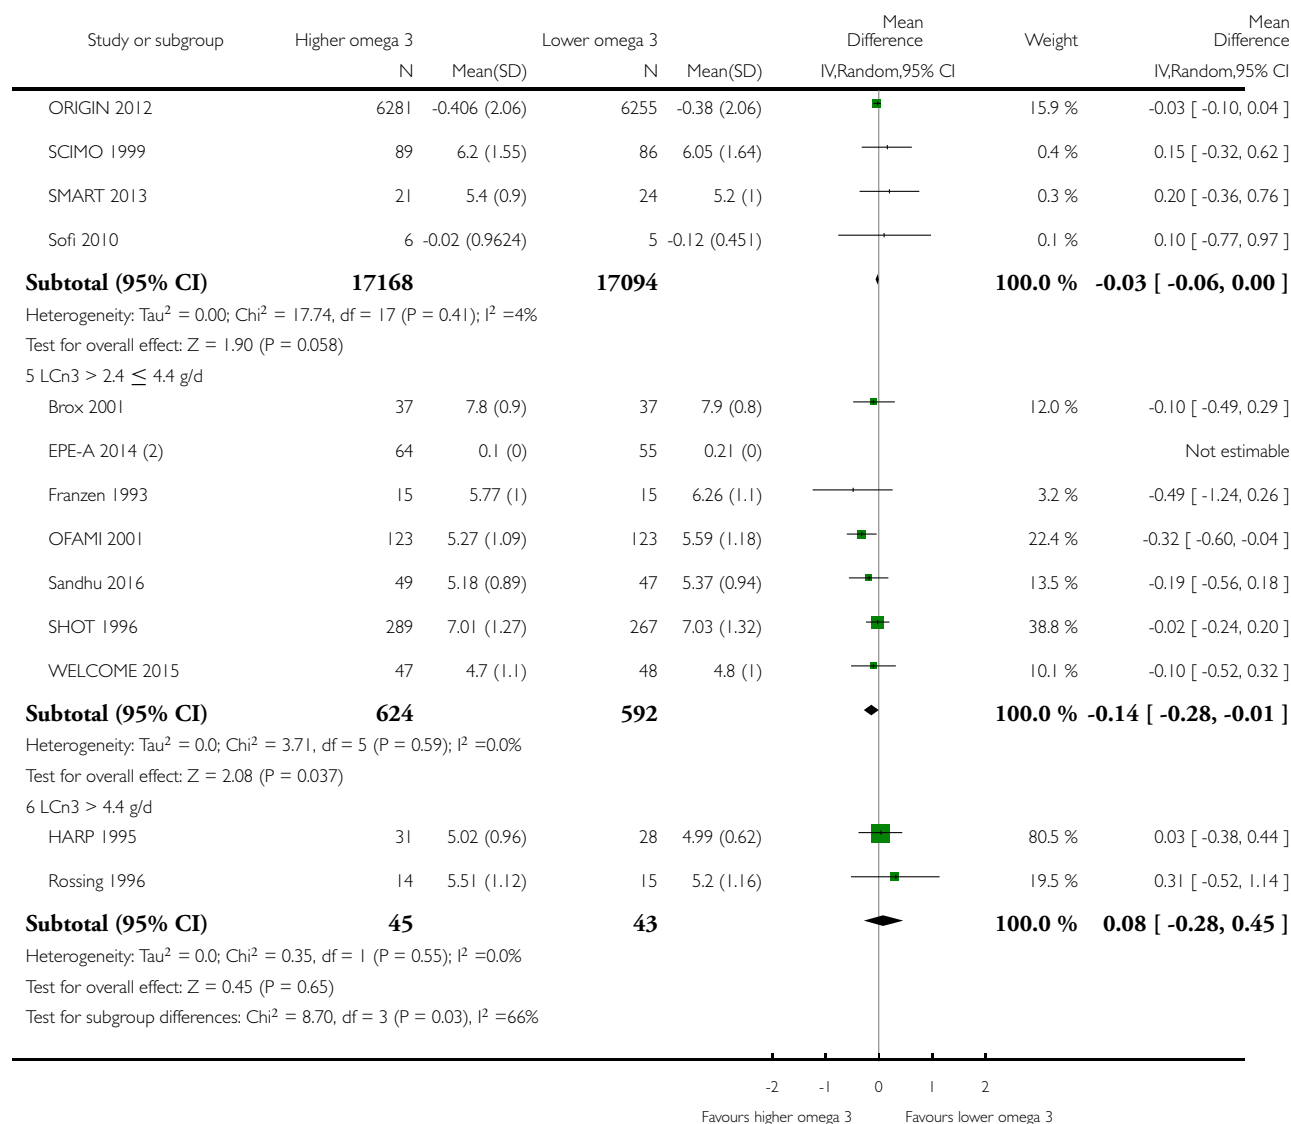 Mean Mean
Study or subgroup Higher omega 3 Lower omega 3 Difference Weight Difference
N Mean(SD) N Mean(SD) IV,Random,95% CI IV,Random,95% CI
ORIGIN 2012 6281 -0.406 (2.06) 6255 -0.38 (2.06) 15.9 % -0.03 [ -0.10, 0.04 ]
SCIMO 1999 89 6.2 (1.55) 86 6.05 (1.64) 0.4 % 0.15 [ -0.32, 0.62 ]
SMART 2013 21 5.4 (0.9) 24 5.2 (1) 0.3 % 0.20 [ -0.36, 0.76 ]
Sofi 2010 6 -0.02 (0.9624) 5 -0.12 (0.451) 0.1 % 0.10 [ -0.77, 0.97 ]
Subtotal (95% CI) 17168 17094 100.0 % -0.03 [ -0.06, 0.00 ]
Heterogeneity: Tau² = 0.00; Chi² = 17.74, df = 17 (P = 0.41); I² =4%
Test for overall effect: Z = 1.90 (P = 0.058)
5 LCn3 > 2.4 ≤ 4.4 g/d
Brox 2001 37 7.8 (0.9) 37 7.9 (0.8) 12.0 % -0.10 [ -0.49, 0.29 ]
EPE-A 2014 (2) 64 0.1 (0) 55 0.21 (0) Not estimable
Franzen 1993 15 5.77 (1) 15 6.26 (1.1) 3.2 % -0.49 [ -1.24, 0.26 ]
OFAMI 2001 123 5.27 (1.09) 123 5.59 (1.18) 22.4 % -0.32 [ -0.60, -0.04 ]
Sandhu 2016 49 5.18 (0.89) 47 5.37 (0.94) 13.5 % -0.19 [ -0.56, 0.18 ]
SHOT 1996 289 7.01 (1.27) 267 7.03 (1.32) 38.8 % -0.02 [ -0.24, 0.20 ]
WELCOME 2015 47 4.7 (1.1) 48 4.8 (1) 10.1 % -0.10 [ -0.52, 0.32 ]
Subtotal (95% CI) 624 592 100.0 % -0.14 [ -0.28, -0.01 ]
Heterogeneity: Tau² = 0.0; Chi² = 3.71, df = 5 (P = 0.59); I² =0.0%
Test for overall effect: Z = 2.08 (P = 0.037)
6 LCn3 > 4.4 g/d
HARP 1995 31 5.02 (0.96) 28 4.99 (0.62) 80.5 % 0.03 [ -0.38, 0.44 ]
Rossing 1996 14 5.51 (1.12) 15 5.2 (1.16) 19.5 % 0.31 [ -0.52, 1.14 ]
Subtotal (95% CI) 45 43 100.0 % 0.08 [ -0.28, 0.45 ]
Heterogeneity: Tau² = 0.0; Chi² = 0.35, df = 1 (P = 0.55); I² =0.0%
Test for overall effect: Z = 0.45 (P = 0.65)
Test for subgroup differences: Chi² = 8.70, df = 3 (P = 0.03), I² =66%
-2 -1 0 1 2
Favours higher omega 3 Favours lower omega 3